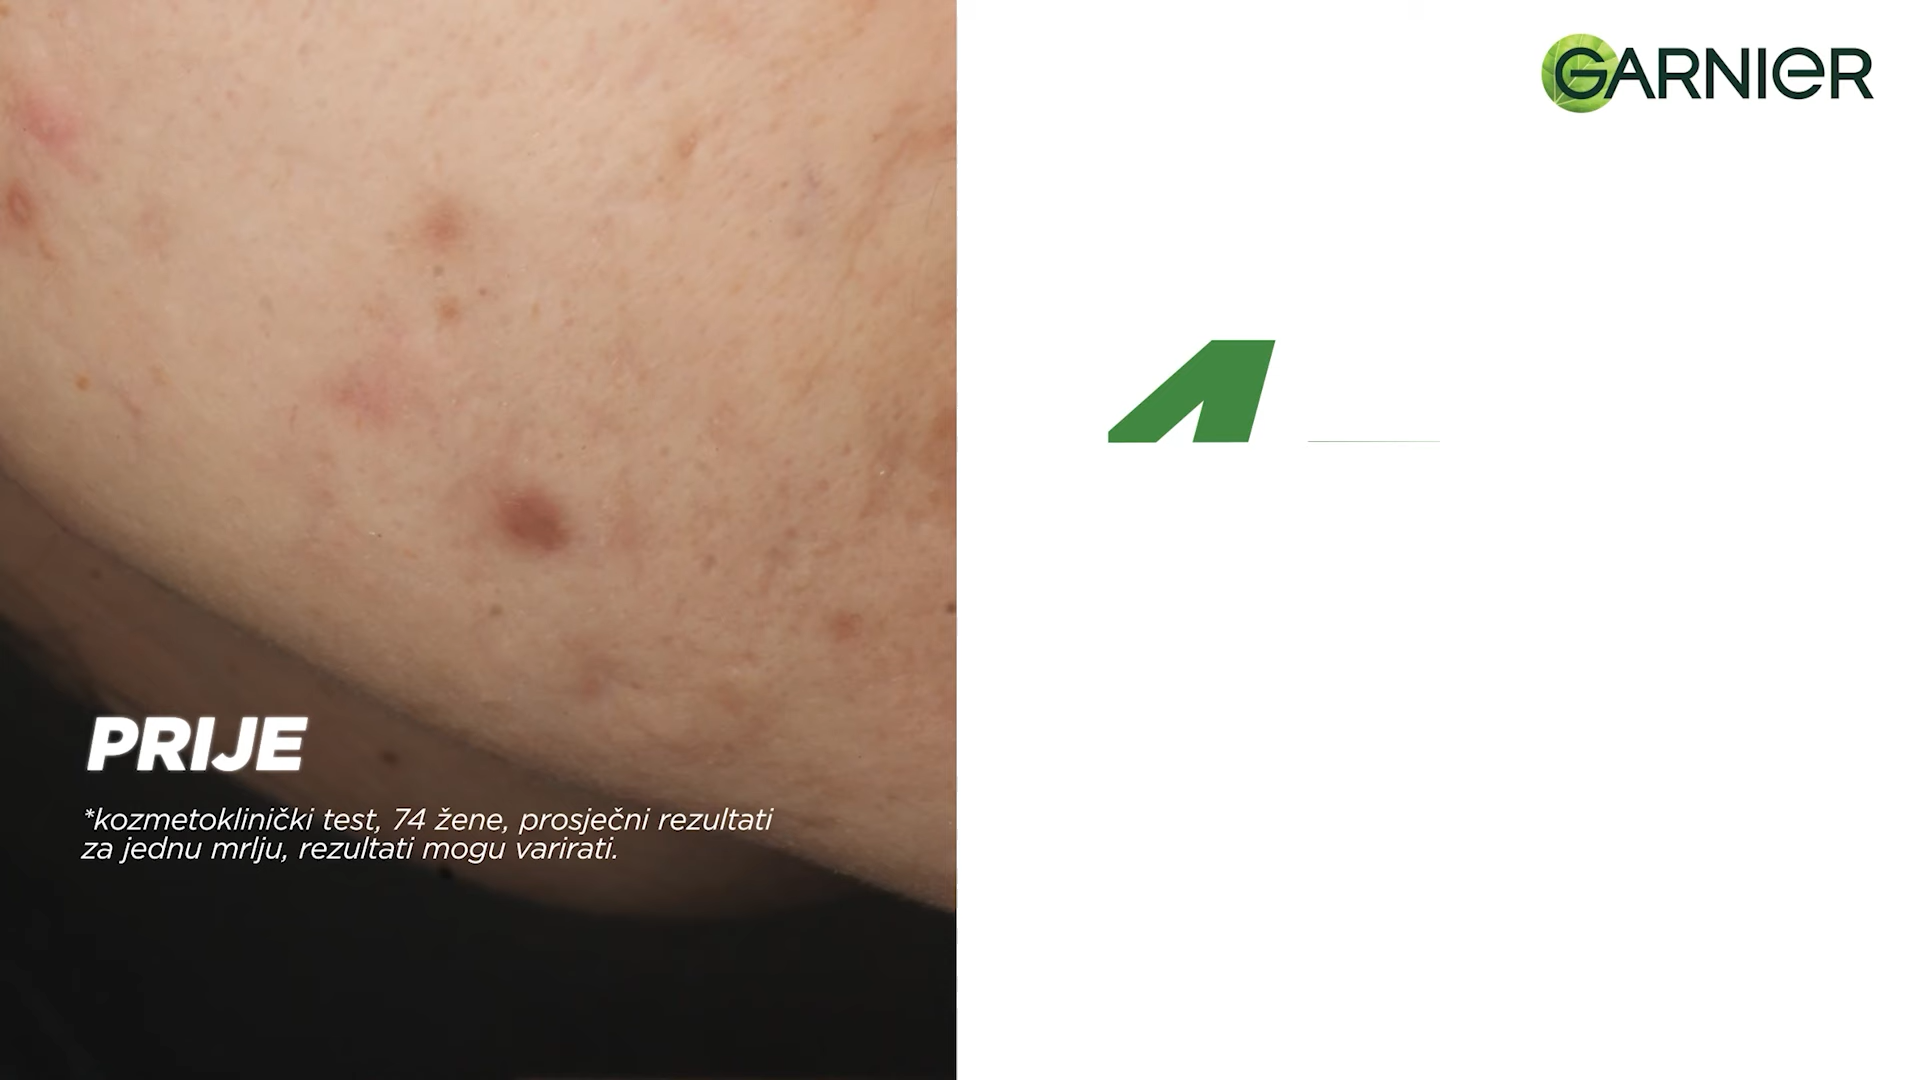 GARNIER
PRIJE
*kozmetoklinički test, 74 žene, prosječni rezultati
za jednu mrlju, rezultati mogu varirati.